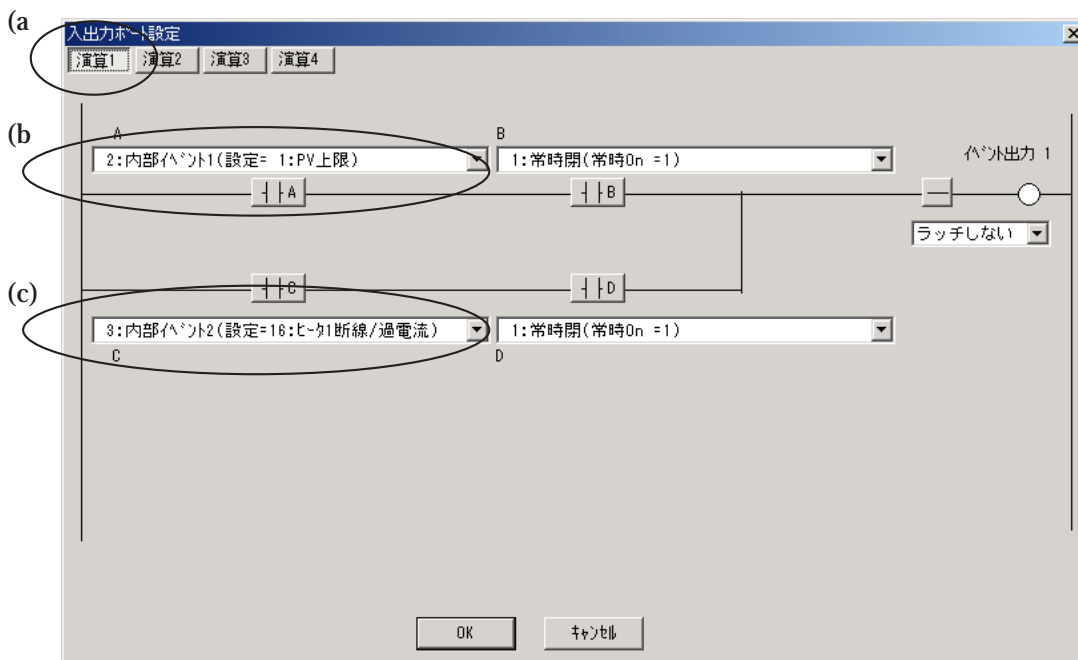 (a
入出力ﾎﾟｰﾄ設定
演算1 演算2 演算3 演算4
(b
A B
2:内部ｲﾍﾞﾝﾄ1(設定= 1:PV上限) 1:常時閉(常時On =1) ｲﾍﾞﾝﾄ出力 1
A B
ラッチしない
(c)
C D
3:内部ｲﾍﾞﾝﾄ2(設定=16:ﾋｰﾀ1断線/過電流) 1:常時閉(常時On =1)
C D
OK ｷｬﾝｾﾙ